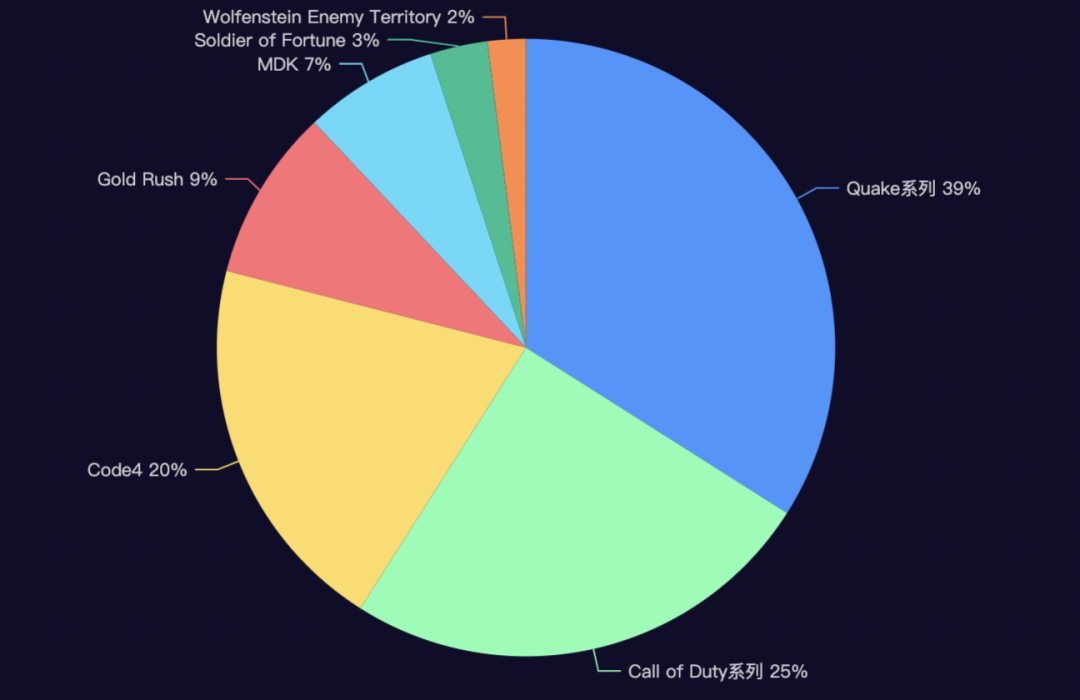 Wolfenstein Enemy Territory 2%
Soldier of Fortune 3%
MDK 7%
Gold Rush 9%
Quake系列 39%
Code4 20%
Call of Duty系列 25%